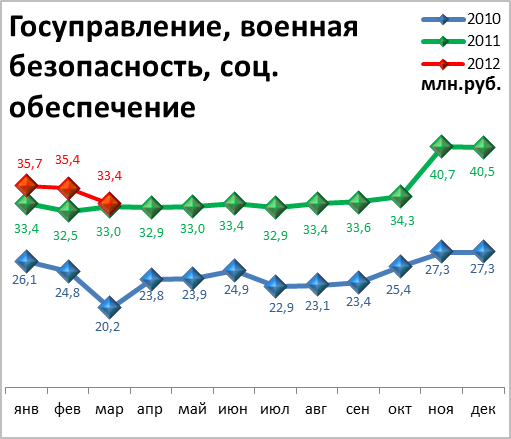 Госуправление, военная
безопасность, соц.
обеспечение
2010
2011
2012
млн.руб.
35,7 35,4 33,4
33,4 32,5 33,0 32,9 33,0 33,4 32,9 33,4 33,6 34,3 40,7 40,5
26,1 24,8 20,2 23,8 23,9 24,9 22,9 23,1 23,4 25,4 27,3 27,3
янв фев мар апр май июн июл авг сен окт ноя дек